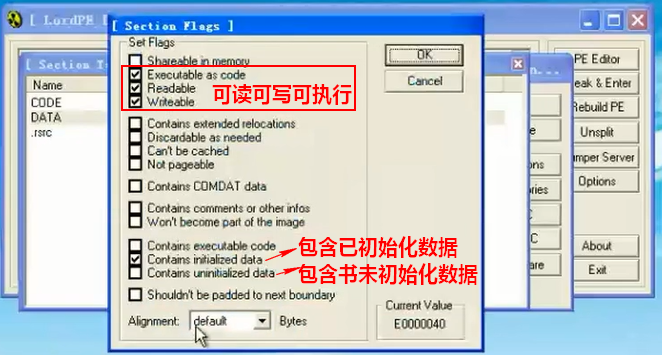 [ LordPE
[ Section Flags ]
[ Section T
Name
CODE
DATA
.rsrc
Set Flags
Shareable in memory
Executable as code
Readable
Writeable
可读可写可执行
Contains extended relocations
Discardable as needed
Can't be cached
Not pageable
Contains COMDAT data
Contains comments or other infos
Won't become part of the image
Contains executable code
Contains initialized data
包含已初始化数据
Contains uninitialized data
包含书未初始化数据
Shouldn't be padded to next boundary
Alignment:
default
Bytes
OK
Cancel
Current Value
E0000040
PE Editor
eak & Enter
Rebuild PE
Unsplit
umper Server
Options
About
Exit